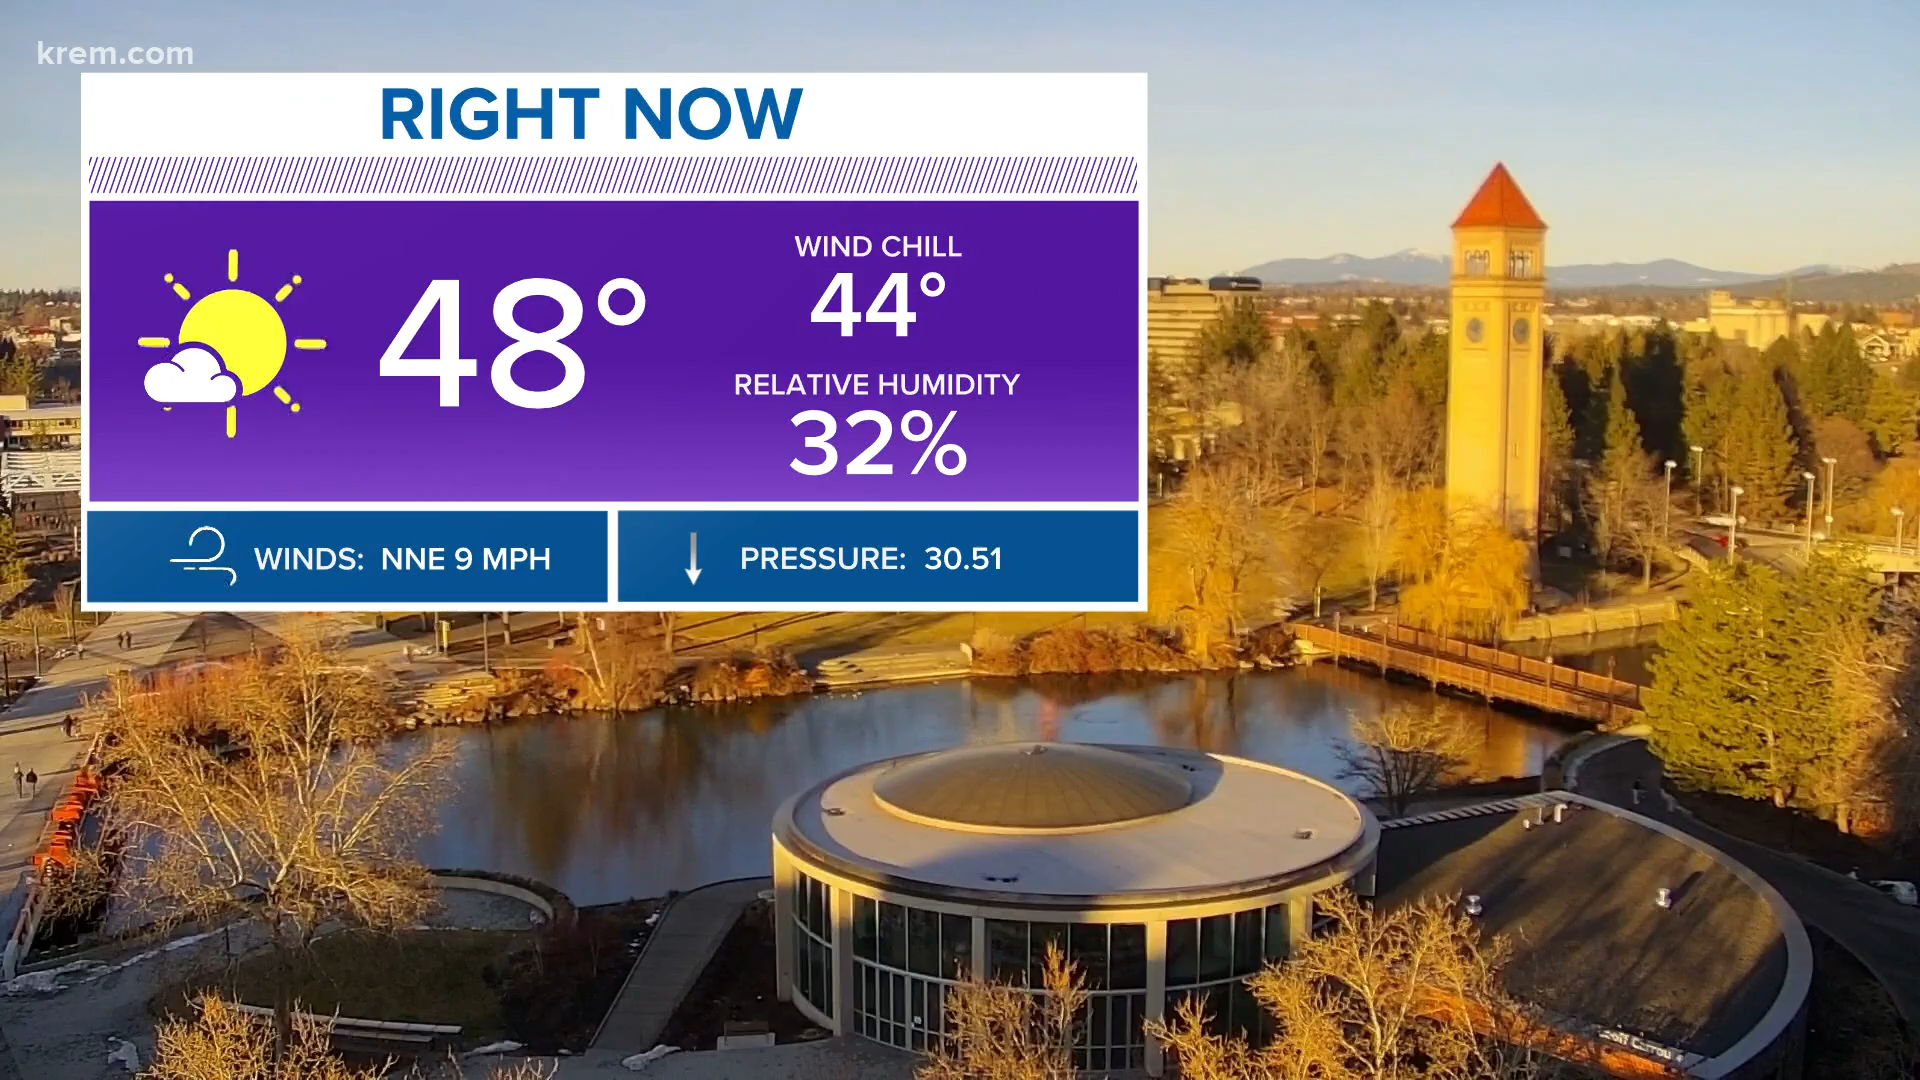 krem.com
RIGHT NOW
48°
WIND CHILL
44°
RELATIVE HUMIDITY
32%
WINDS: NNE 9 MPH
PRESSURE: 30.51